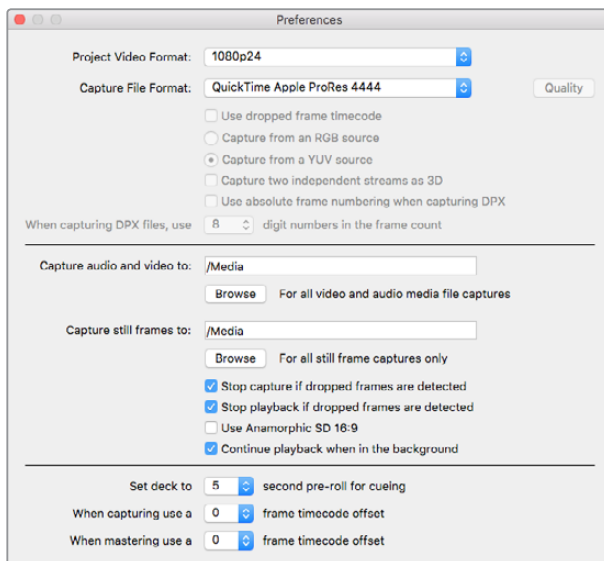 Preferences
Project Video Format: 1080p24
Capture File Format: QuickTime Apple ProRes 4444 Quality
Use dropped frame timecode
Capture from an RGB source
Capture from a YUV source
Capture two independent streams as 3D
Use absolute frame numbering when capturing DPX
When capturing DPX files, use 8 digit numbers in the frame count
Capture audio and video to: /Media
Browse For all video and audio media file captures
Capture still frames to: /Media
Browse For all still frame captures only
Stop capture if dropped frames are detected
Stop playback if dropped frames are detected
Use Anamorphic SD 16:9
Continue playback when in the background
Set deck to 5 second pre-roll for cueing
When capturing use a 0 frame timecode offset
When mastering use a 0 frame timecode offset